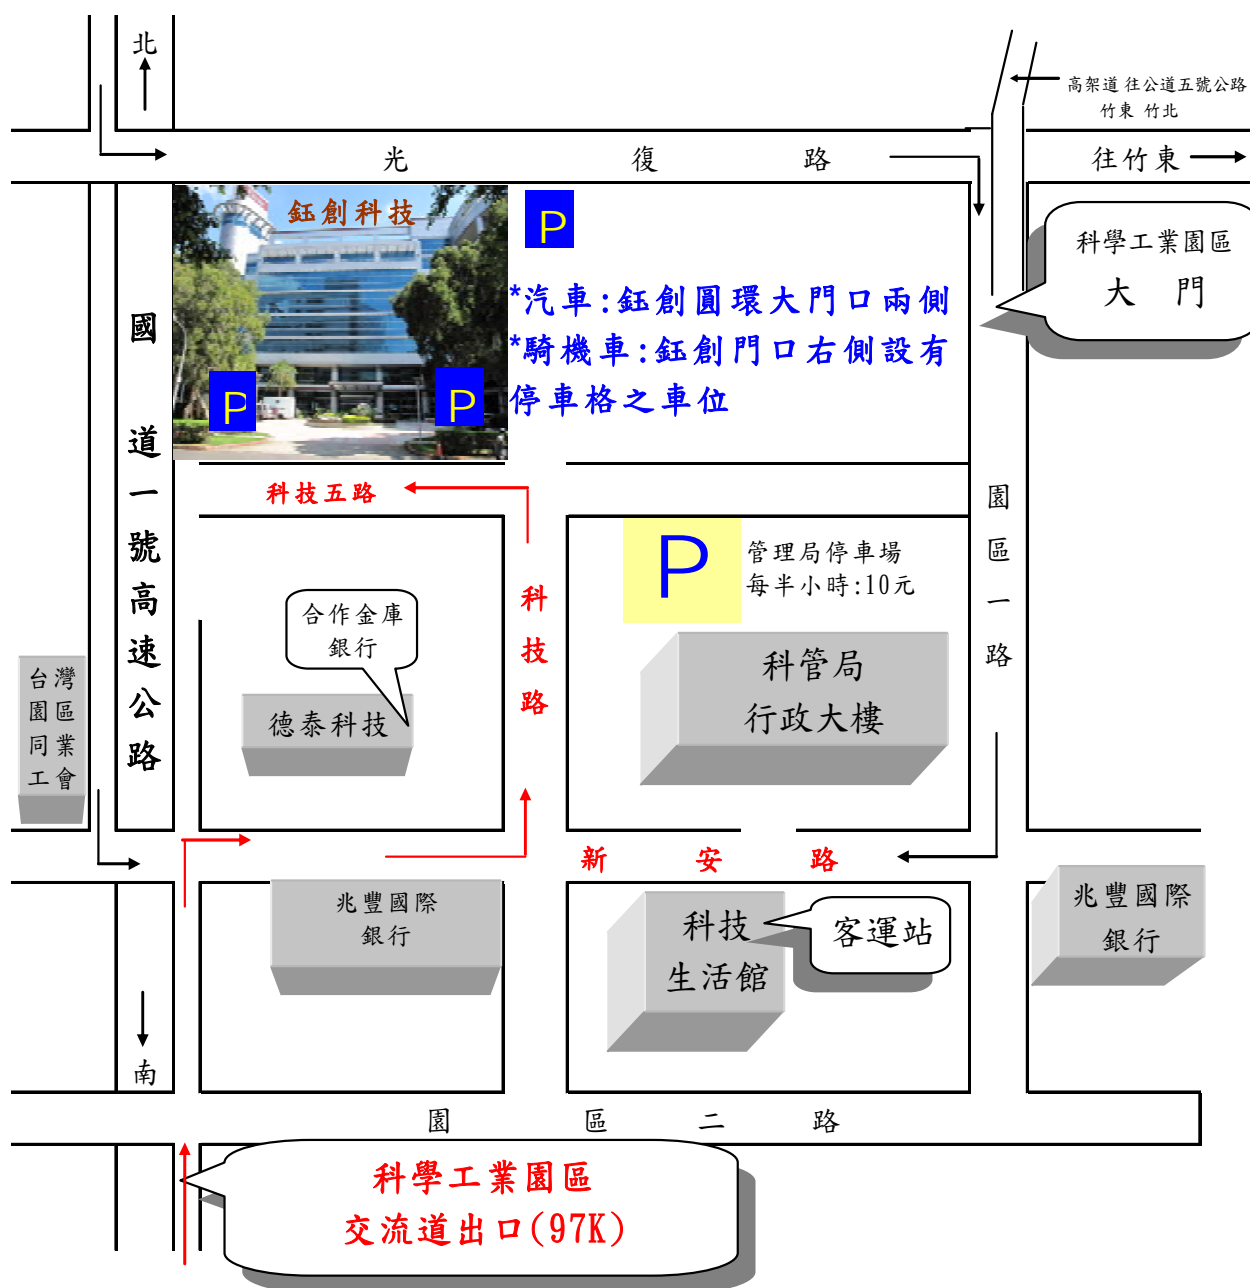 北
高架道 往公道五號公路
竹東 竹北
光復路
往竹東
鈺創科技
P
科學工業園區
大門
*汽車:鈺創圓環大門口兩側
*騎機車:鈺創門口右側設有
停車格之車位
P
P
國道一號高速公路
科技五路
園區一路
P
管理局停車場
每半小時:10元
科技路
合作金庫
銀行
科管局
行政大樓
台灣
園區
同業
工會
德泰科技
新安路
兆豐國際
銀行
科技
生活館
客運站
兆豐國際
銀行
南
園區二路
科學工業園區
交流道出口(97K)